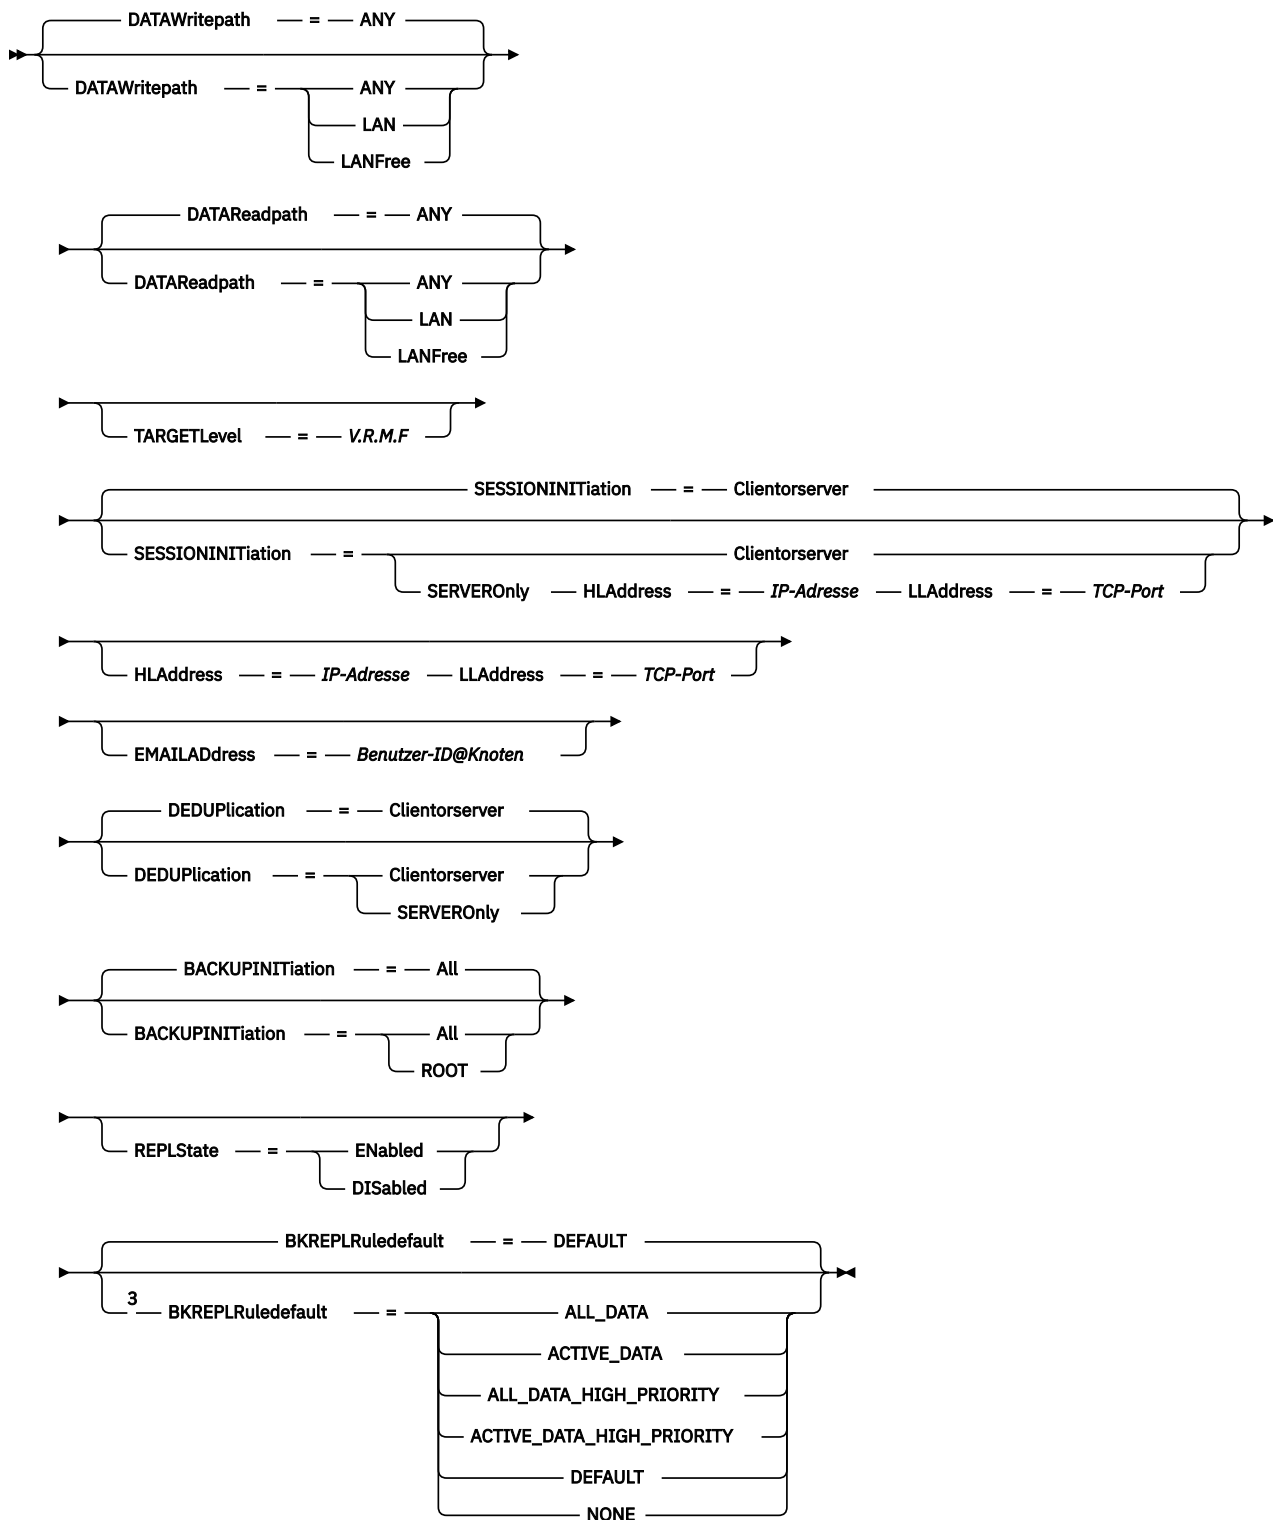 DATAWritepath = ANY
DATAWritepath = ANY
LAN
LANFree
DATAReadpath = ANY
DATAReadpath = ANY
LAN
LANFree
TARGETLevel = V.R.M.F
SESSIONINITiation = Clientorserver
SESSIONINITiation = Clientorserver
SERVEROnly HLAddress = IP-Adresse LLAddress = TCP-Port
HLAddress = IP-Adresse LLAddress = TCP-Port
EMAILADdress = Benutzer-ID@Knoten
DEDUPlication = Clientorserver
DEDUPlication = Clientorserver
SERVEROnly
BACKUPINITiation = All
BACKUPINITiation = All
ROOT
REPLState = ENabled
DISabled
BKREPLRuledefault = DEFAULT
3 BKREPLRuledefault = ALL_DATA
ACTIVE_DATA
ALL_DATA_HIGH_PRIORITY
ACTIVE_DATA_HIGH_PRIORITY
DEFAULT
NONE